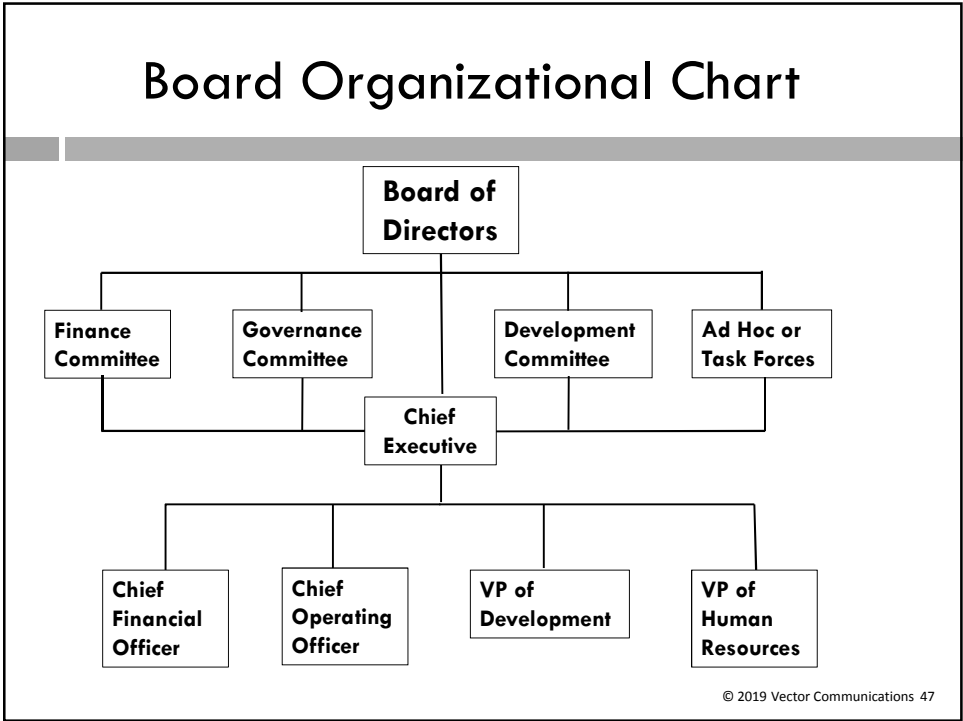 Board Organizational Chart
Board of
Directors
Finance
Committee
Governance
Committee
Development
Committee
Ad Hoc or
Task Forces
Chief
Executive
Chief
Financial
Officer
Chief
Operating
Officer
VP of
Development
VP of
Human
Resources
© 2019 Vector Communications 47